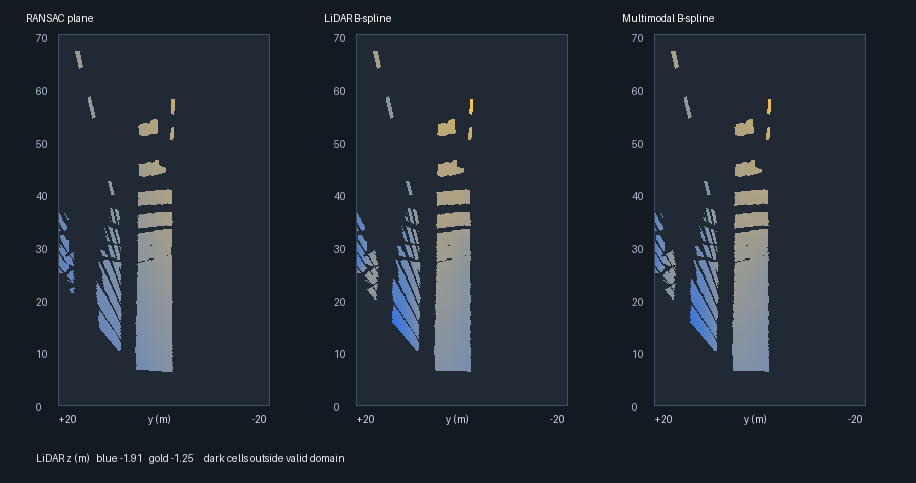 RANSAC plane LiDAR B-spline Multimodal B-spline
70 70 70
60 60 60
50 50 50
40 40 40
30 30 30
20 20 20
10 10 10
0 0 0
+20 y (m) -20 +20 y (m) -20 +20 y (m) -20
LiDAR z (m) blue -1.91 gold -1.25 dark cells outside valid domain